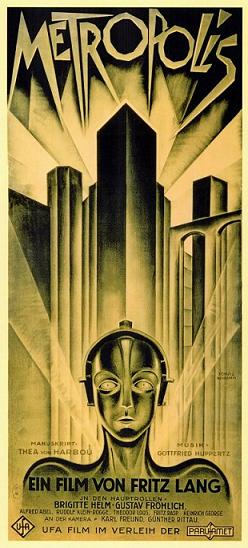 METROPOLIS
MANUSKRIPT·
THEA VON HARBOU
MUSIK·
GOTTFRIED HUPPERTZ
EIN FILM VON FRITZ LANG
IN DEN HAUPTROLLEN·
BRIGITTE HELM·GUSTAV FRÖHLICH,
ALFRED ABEL, RUDOLF KLEIN-ROGGE, THEODOR LOOS, FRITZ RASP, HEINRICH GEORGE
AN DER KAMERA· KARL FREUND, GÜNTHER RITTAU,
UfA
UFA FILM IM VERLEIH DER
PARUFAMET